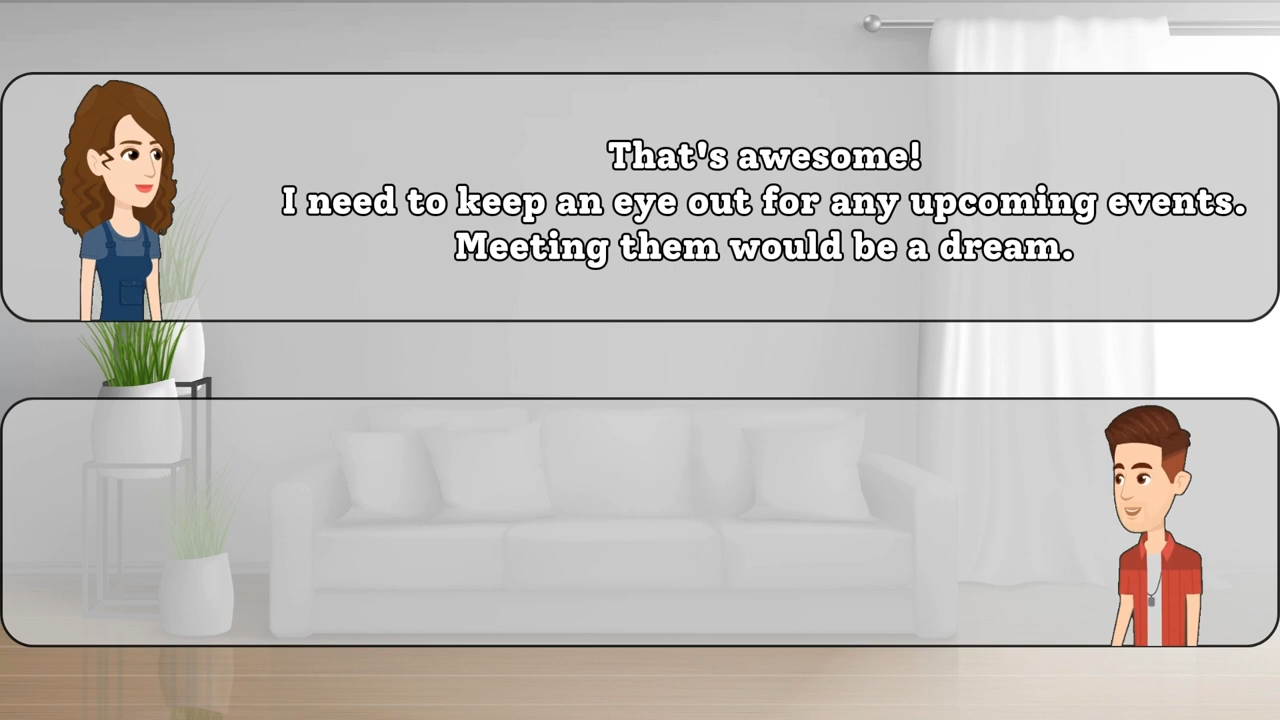 That's awesome!
I need to keep an eye out for any upcoming events.
Meeting them would be a dream.